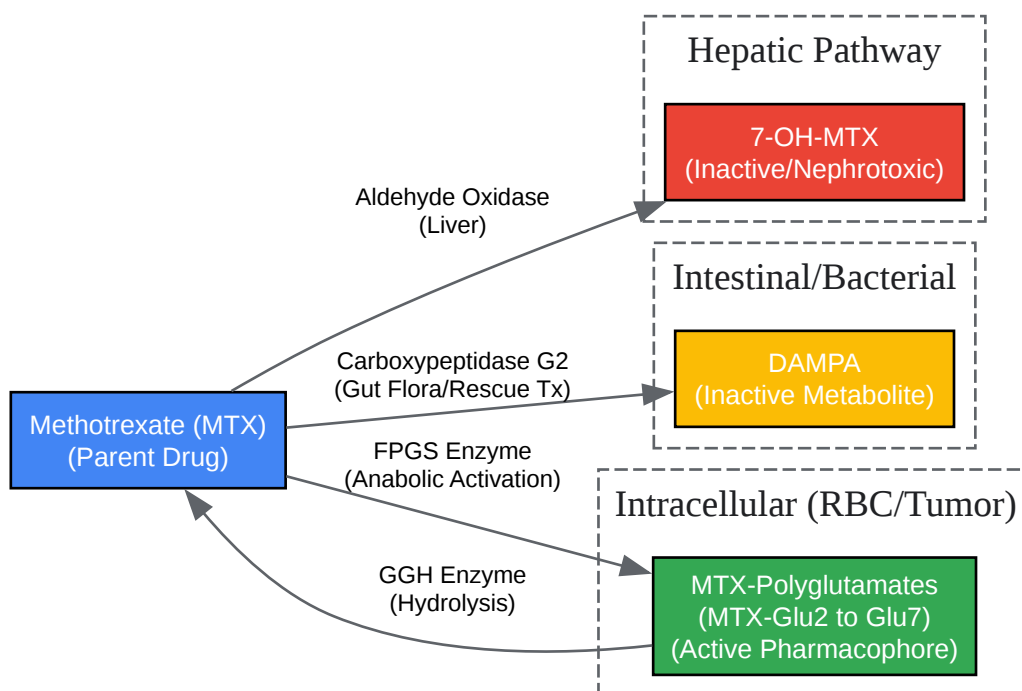 Hepatic Pathway
7-OH-MTX
(Inactive/Nephrotoxic)
Aldehyde Oxidase
(Liver)
Intestinal/Bacterial
DAMPA
(Inactive Metabolite)
Carboxypeptidase G2
(Gut Flora/Rescue Tx)
Methotrexate (MTX)
(Parent Drug)
FPGS Enzyme
(Anabolic Activation)
Intracellular (RBC/Tumor)
MTX-Polyglutamates
(MTX-Glu2 to Glu7)
(Active Pharmacophore)
GGH Enzyme
(Hydrolysis)